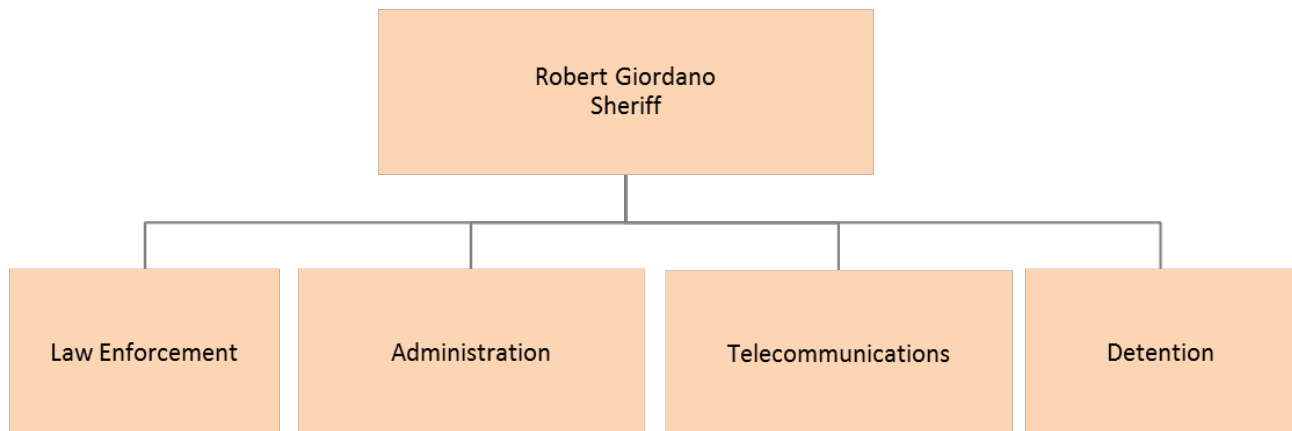 Robert Giordano
Sheriff
Law Enforcement
Administration
Telecommunications
Detention